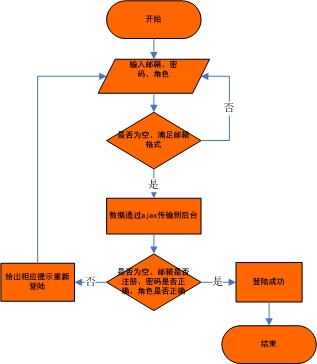 开始
输入邮箱、密
码、角色
否
是否为空、满足邮箱
格式
是
数据通过ajax传输到后台
给出相应提示重新
登陆
否
是否为空、邮箱是否
注册、密码是否正
确、角色是否正确
是
登陆成功
结束